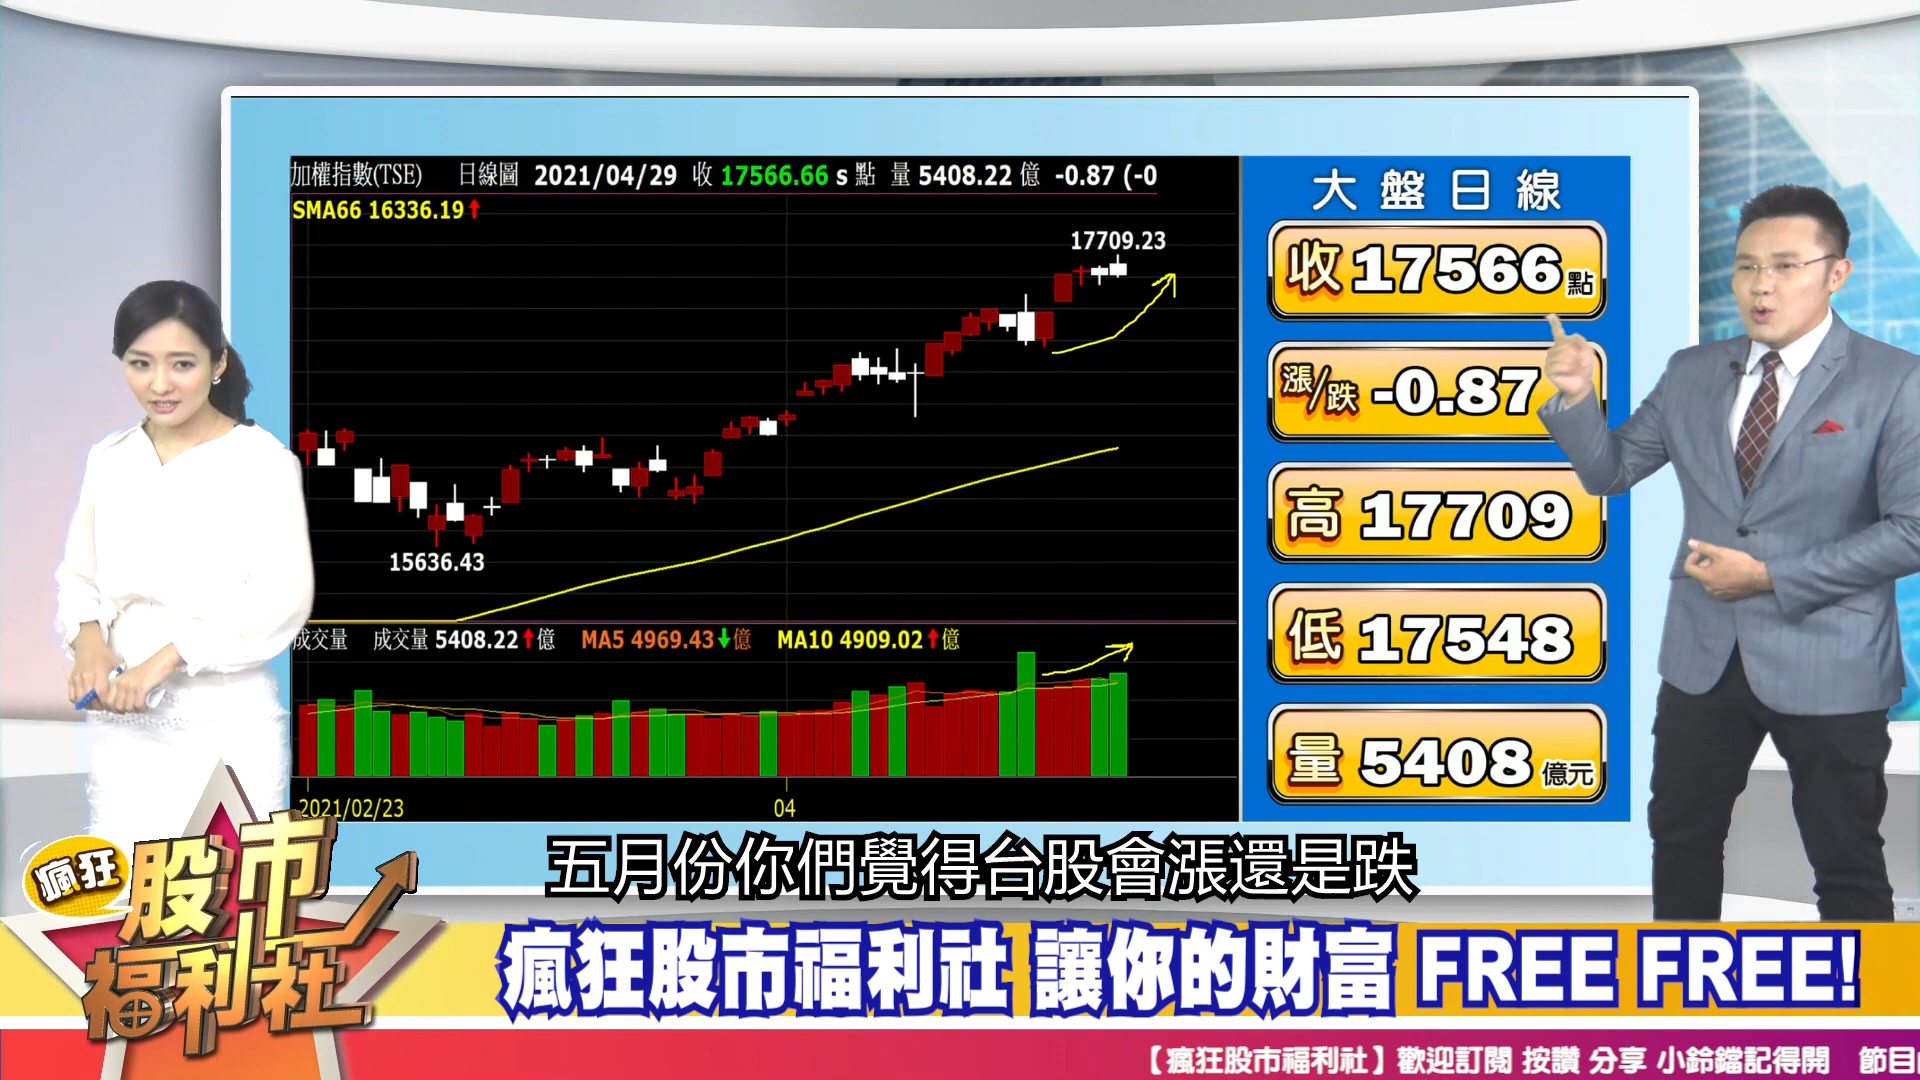 加權指數(TSE) 日線圖 2021/04/29 收 17566.66 s 點 量 5408.22 億 -0.87 (-0
SMA66 16336.19↑
17709.23
15636.43
成交量 成交量 5408.22↑億 MA5 4969.43↓億 MA10 4909.02↑億
2021/02/23 04
大盤日線
收 17566 點
漲/跌 -0.87
高 17709
低 17548
量 5408 億元
五月份你們覺得台股會漲還是跌
瘋狂 股市 福利社
瘋狂股市福利社 讓你的財富 FREE FREE!
【瘋狂股市福利社】歡迎訂閱 按讚 分享 小鈴鐺記得開 節目